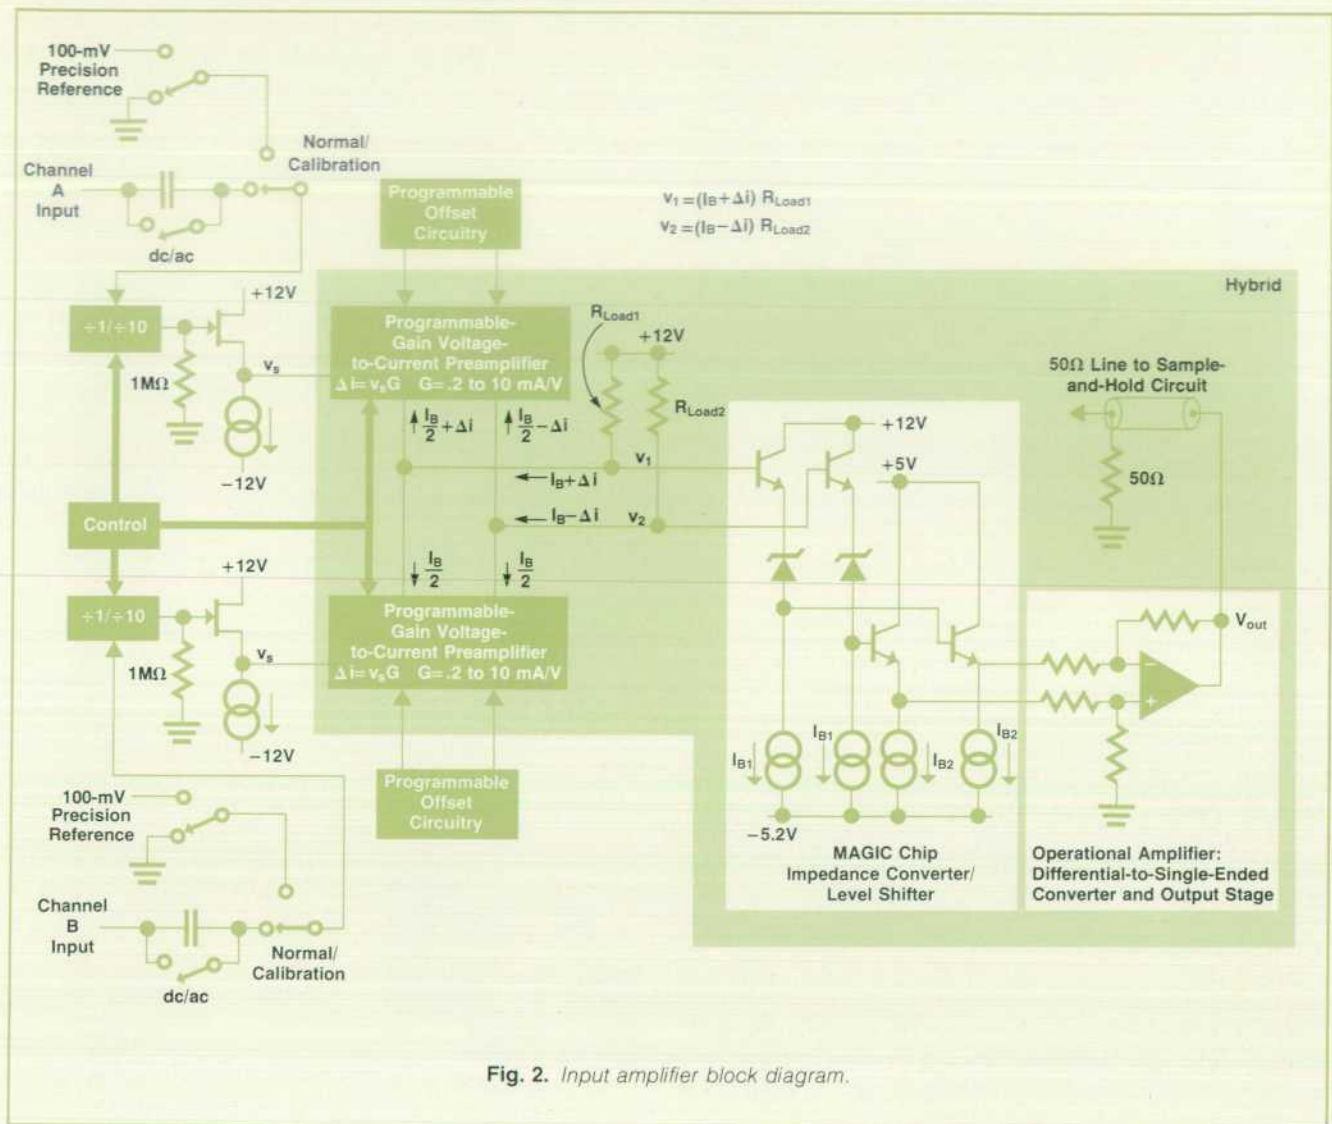 100-mV
Precision
Reference
Normal/
Calibration
Channel
A
Input
dc/ac
Programmable
Offset
Circuitry
v₁=(I_B+Δi) R_Load1
v₂=(I_B−Δi) R_Load2
Hybrid
÷1/÷10
+12V
1MΩ
v_s
−12V
Programmable-
Gain Voltage-
to-Current Preamplifier
Δi=v_sG G=.2 to 10 mA/V
R_Load1
+12V
R_Load2
I_B/2 +Δi
I_B/2 −Δi
v₁
I_B+Δi
I_B−Δi
v₂
+12V
+5V
50Ω Line to Sample-
and-Hold Circuit
50Ω
Control
I_B/2
I_B/2
÷1/÷10
+12V
1MΩ
v_s
−12V
Programmable-
Gain Voltage-
to-Current Preamplifier
Δi=v_sG G=.2 to 10 mA/V
Programmable
Offset
Circuitry
V_out
−
+
I_B1
I_B1
I_B2
I_B2
−5.2V
MAGIC Chip
Impedance Converter/
Level Shifter
Operational Amplifier:
Differential-to-Single-Ended
Converter and Output Stage
100-mV
Precision
Reference
Channel
B
Input
Normal/
Calibration
dc/ac
Fig. 2. Input amplifier block diagram.